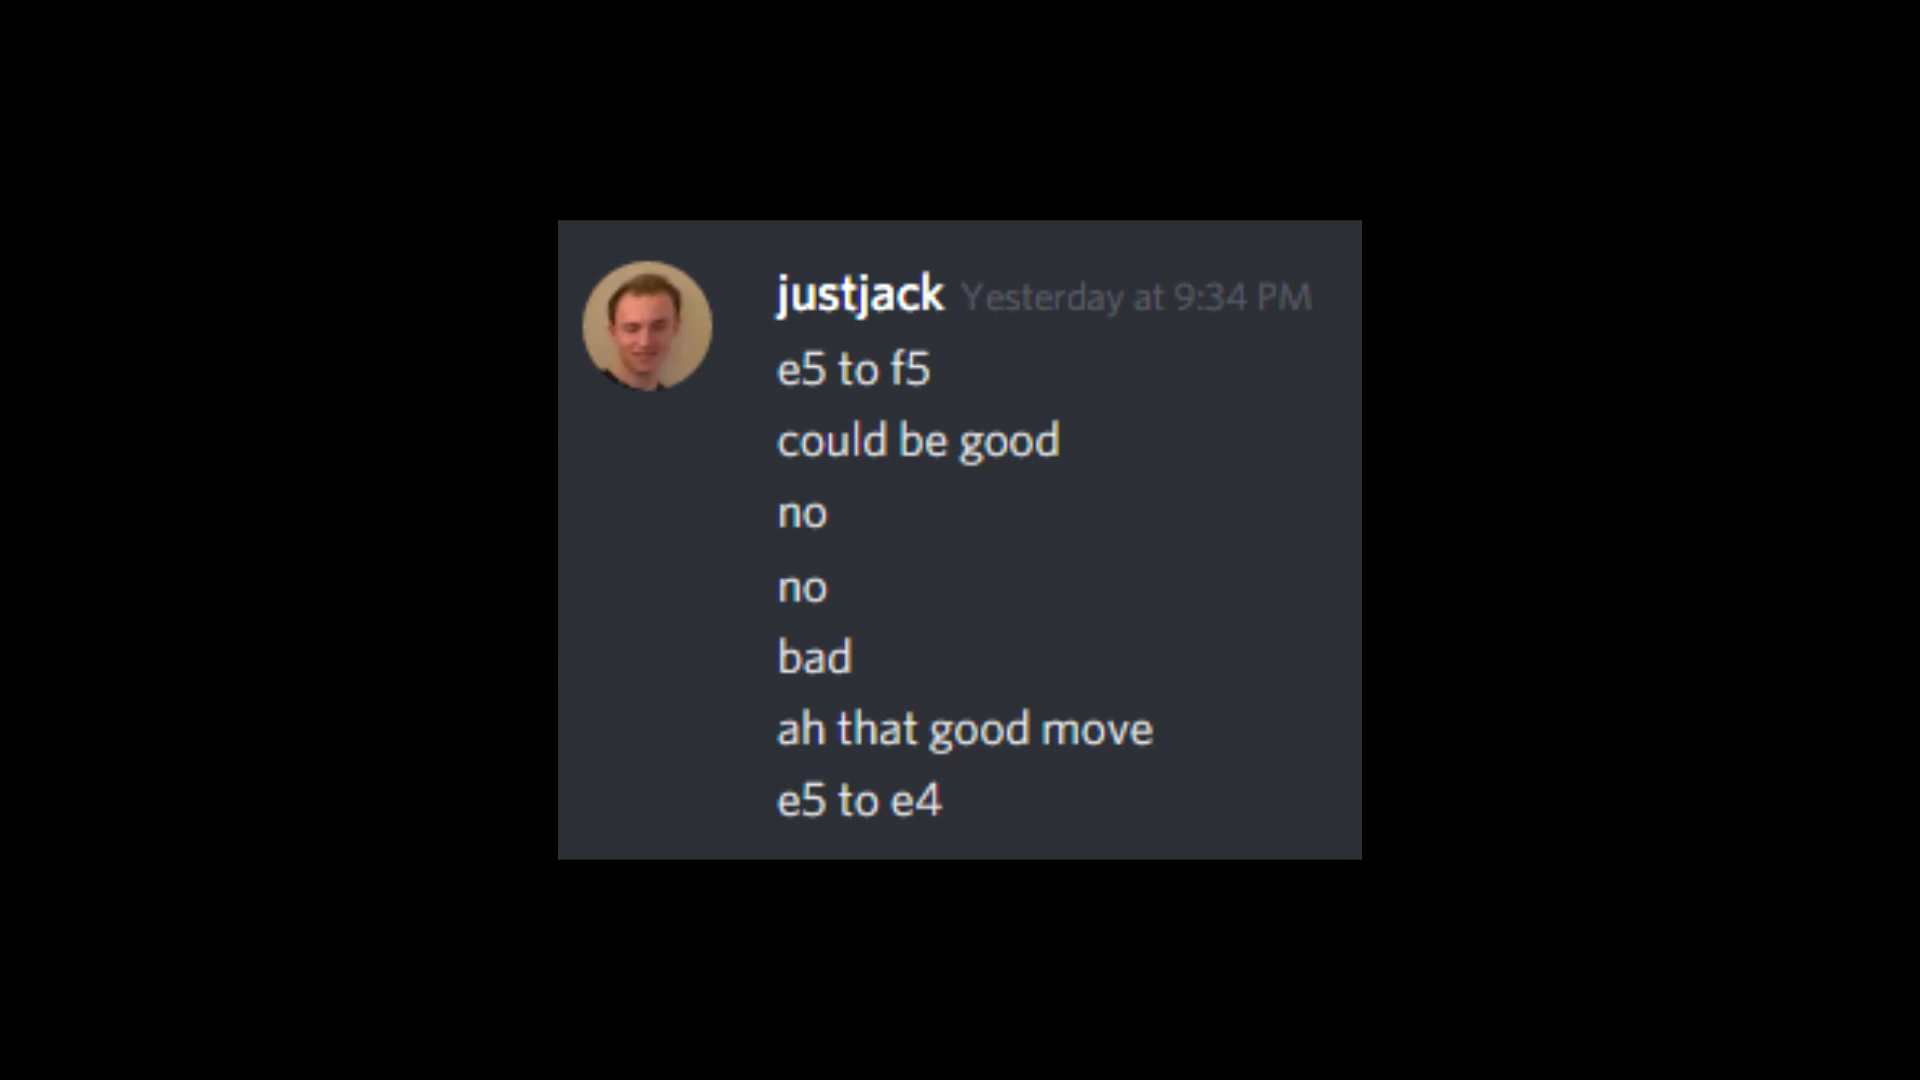 justjack Yesterday at 9:34 PM
e5 to f5
could be good
no
no
bad
ah that good move
e5 to e4